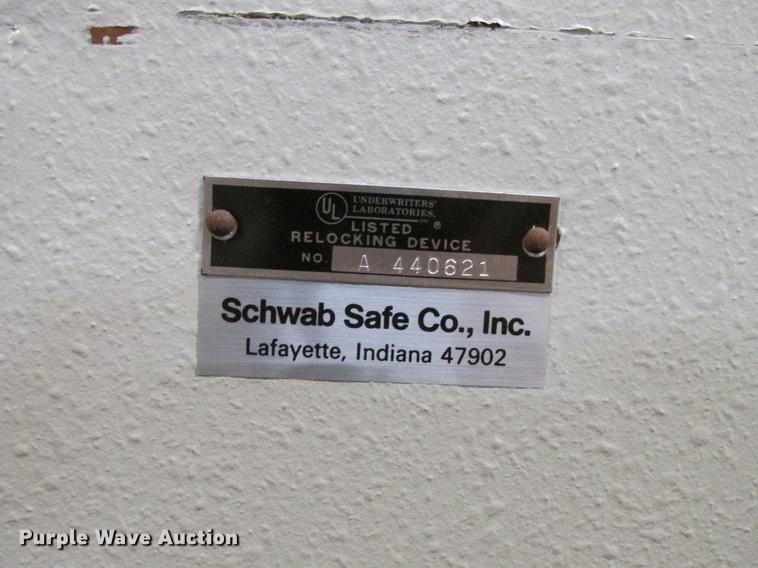 UL
UNDERWRITERS'
LABORATORIES, INC ®
LISTED
RELOCKING DEVICE
NO. A 440621
Schwab Safe Co., Inc.
Lafayette, Indiana 47902
Purple Wave Auction